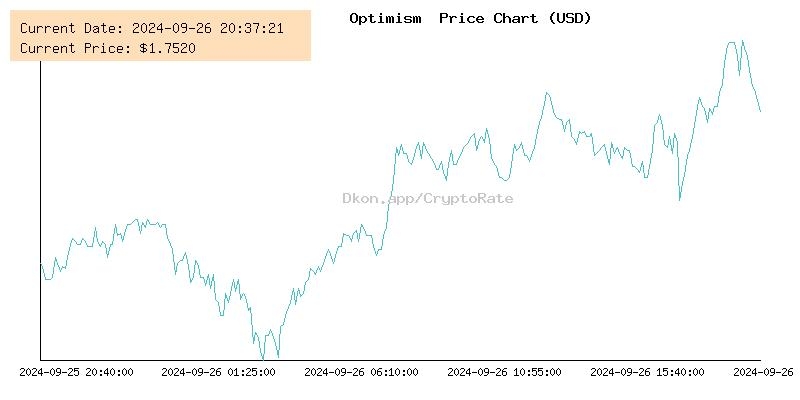 Optimism  Price Chart (USD)
Current Date: 2024-09-26 20:37:21
Current Price: $1.7520
Dkon.app/CryptoRate
2024-09-25 20:40:00 2024-09-26 01:25:00 2024-09-26 06:10:00 2024-09-26 10:55:00 2024-09-26 15:40:00 2024-09-26